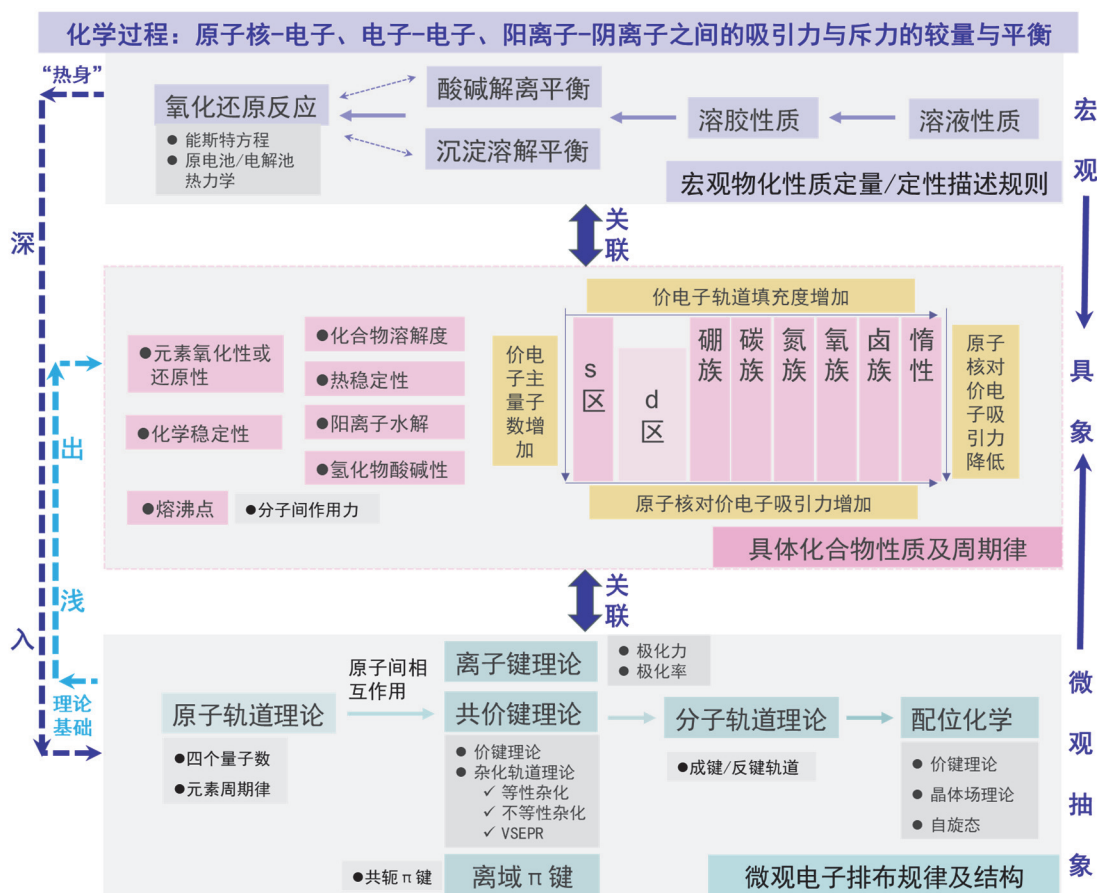 化学过程：原子核-电子、电子-电子、阳离子-阴离子之间的吸引力与斥力的较量与平衡
“热身”
氧化还原反应
●能斯特方程
●原电池/电解池
热力学
酸碱解离平衡
沉淀溶解平衡
溶胶性质
溶液性质
宏观物化性质定量/定性描述规则
宏观
具象
微观抽象
深入
浅出
理论
基础
关联
●元素氧化性或
还原性
●化学稳定性
●熔沸点
●化合物溶解度
●热稳定性
●阳离子水解
●氢化物酸碱性
●分子间作用力
价电子轨道填充度增加
价电
子主
量子
数增
加
s区
d区
硼族
碳族
氮族
氧族
卤族
惰性
原子
核对
价电
子吸
引力
降低
原子核对价电子吸引力增加
具体化合物性质及周期律
关联
原子轨道理论
●四个量子数
●元素周期律
原子间相
互作用
离子键理论
●极化力
●极化率
共价键理论
●价键理论
●杂化轨道理论
✓等性杂化
✓不等性杂化
✓VSEPR
●共轭π键
离域π键
分子轨道理论
●成键/反键轨道
配位化学
●价键理论
●晶体场理论
●自旋态
微观电子排布规律及结构